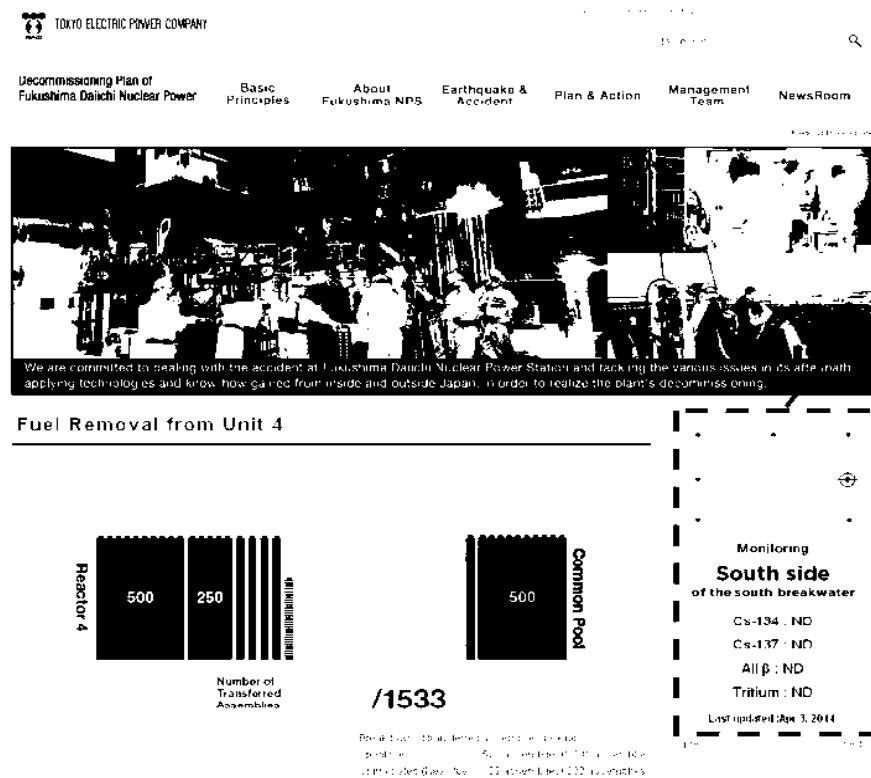 TOKYO ELECTRIC POWER COMPANY
Decommissioning Plan of
Fukushima Daiichi Nuclear Power
Basic
Principles
About
Fukushima NPS
Earthquake &
Accident
Plan & Action
Management
Team
NewsRoom
We are committed to dealing with the accident at Fukushima Daiichi Nuclear Power Station and tackling the various issues in its aftermath
applying technologies and know how gained from inside and outside Japan, in order to realize the plant's decommissioning.
Fuel Removal from Unit 4
Reactor 4
500
250
500
Common Pool
Number of
Transferred
Assemblies
/1533
Monitoring
South side
of the south breakwater
Cs-134 : ND
Cs-137 : ND
All β : ND
Tritium : ND
Last updated :Apr 3, 2014